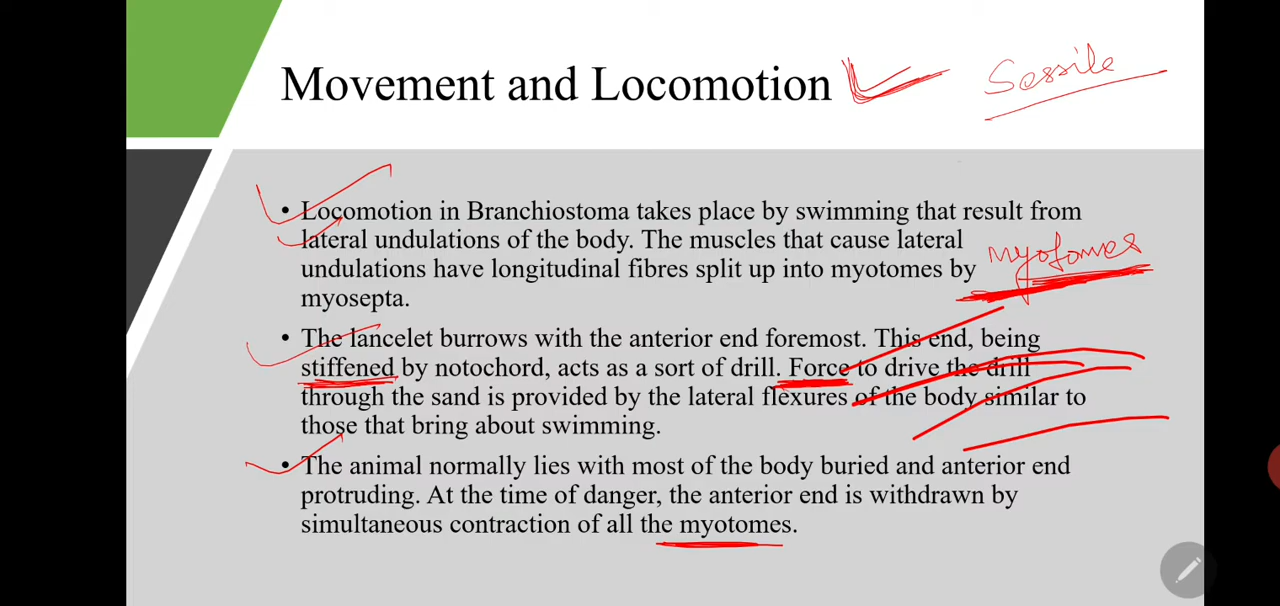 Movement and Locomotion
Sessile
• Locomotion in Branchiostoma takes place by swimming that result from
lateral undulations of the body. The muscles that cause lateral
undulations have longitudinal fibres split up into myotomes by
myosepta.
myotomes
• The lancelet burrows with the anterior end foremost. This end, being
stiffened by notochord, acts as a sort of drill. Force to drive the drill
through the sand is provided by the lateral flexures of the body similar to
those that bring about swimming.
• The animal normally lies with most of the body buried and anterior end
protruding. At the time of danger, the anterior end is withdrawn by
simultaneous contraction of all the myotomes.